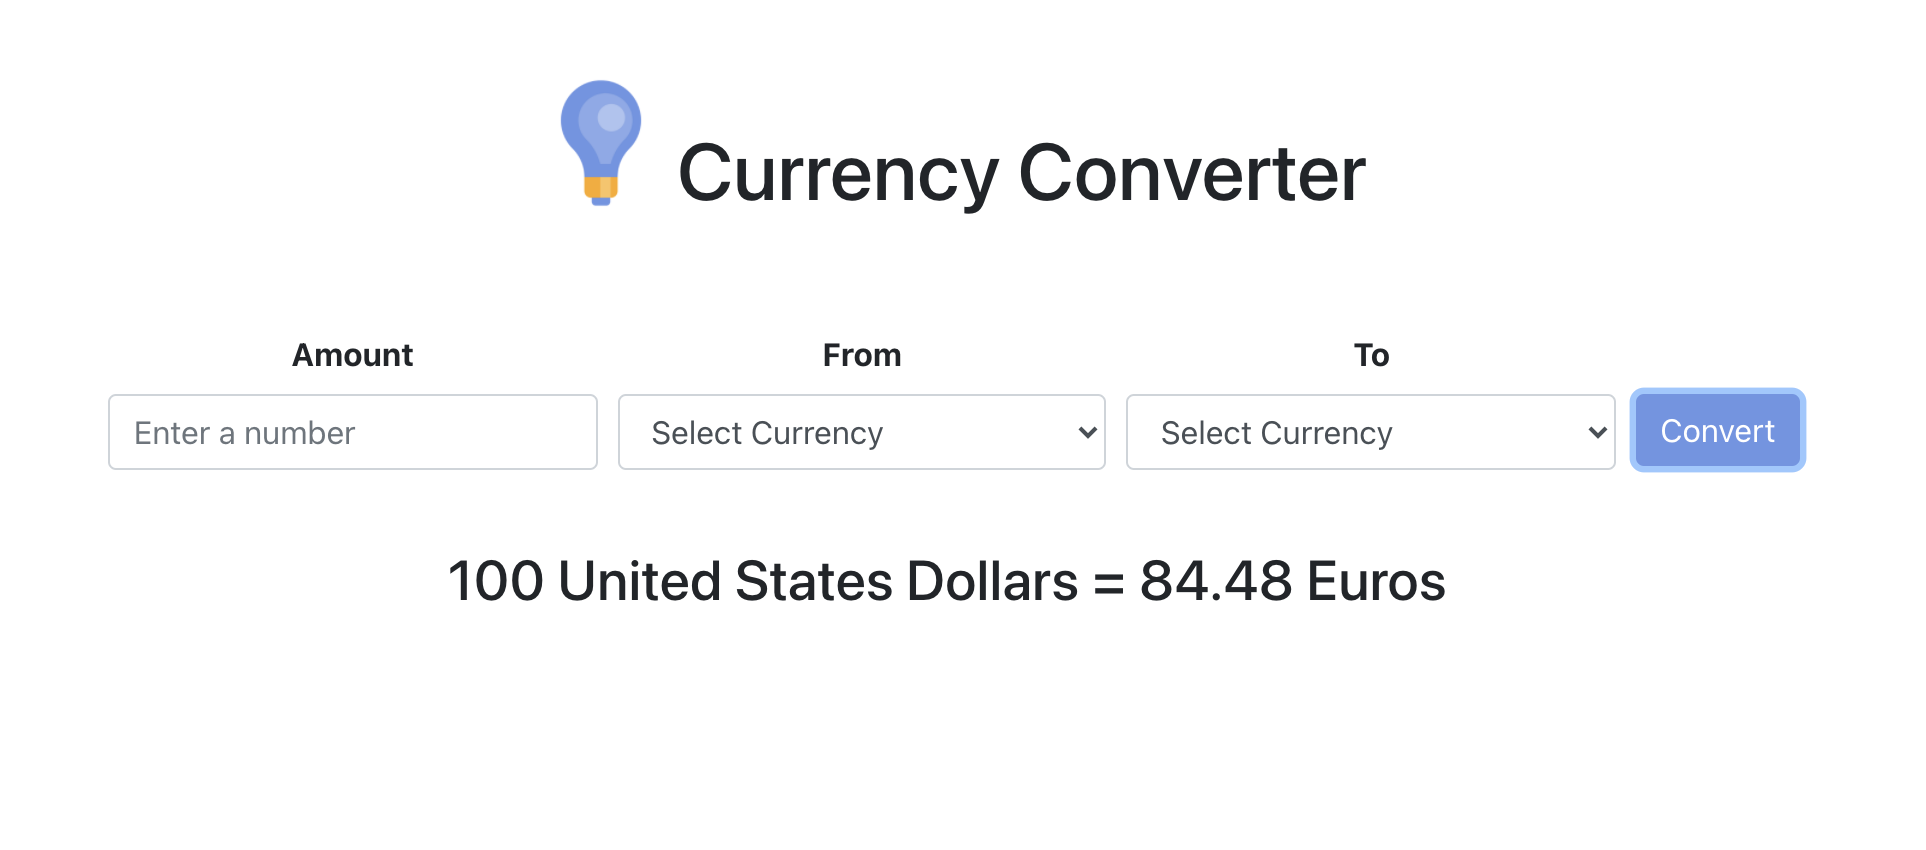 Currency Converter
Amount
From
To
Enter a number
Select Currency
Select Currency
Convert
100 United States Dollars = 84.48 Euros